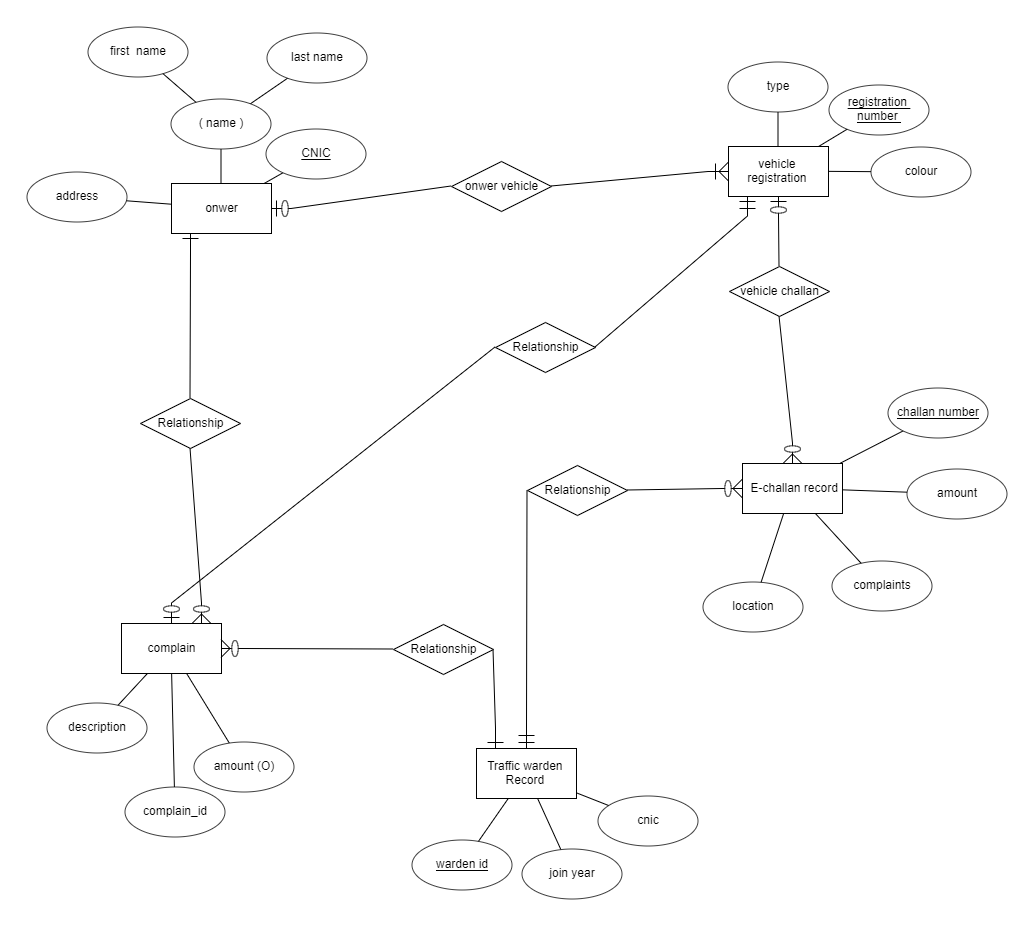 first  name
last name
type
registration
number
( name )
CNIC
vehicle
registration
colour
address
onwer vehicle
onwer
vehicle challan
Relationship
challan number
Relationship
Relationship
E-challan record
amount
complaints
location
complain
Relationship
description
amount (O)
Traffic warden
Record
complain_id
cnic
warden id
join year